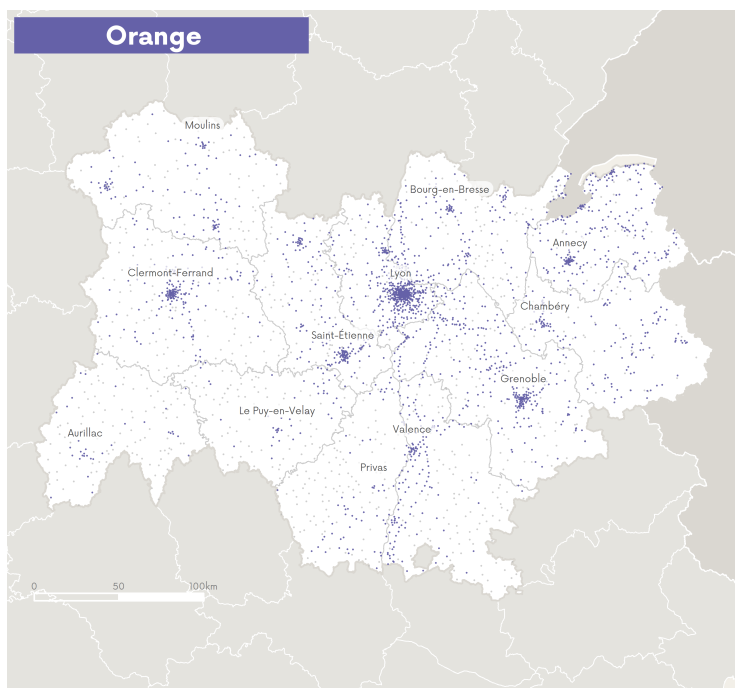 Orange
Moulins
Bourg-en-Bresse
Annecy
Clermont-Ferrand
Lyon
Chambéry
Saint-Étienne
Grenoble
Le Puy-en-Velay
Valence
Aurillac
Privas
0 50 100km